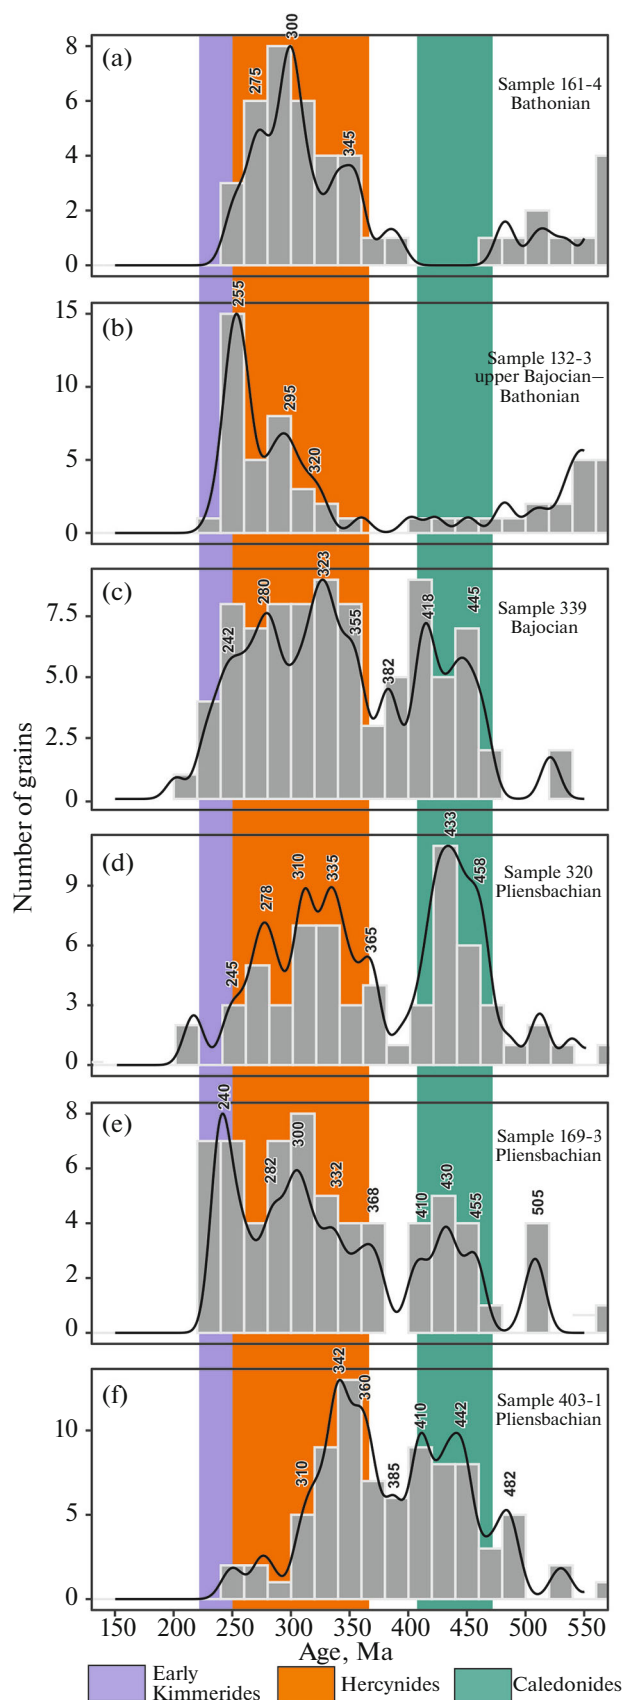 (a)
Sample 161-4
Bathonian
275
300
345
8
6
4
2
0
(b)
Sample 132-3
upper Bajocian–
Bathonian
255
295
320
15
10
5
0
(c)
Sample 339
Bajocian
242
280
323
355
382
418
445
7.5
5.0
2.5
0
Number of grains
(d)
Sample 320
Pliensbachian
245
278
310
335
365
433
458
9
6
3
0
(e)
Sample 169-3
Pliensbachian
240
282
300
332
368
410
430
455
505
8
6
4
2
0
(f)
Sample 403-1
Pliensbachian
310
342
360
385
410
442
482
10
5
0
150 200 250 300 350 400 450 500 550
Age, Ma
Early
Kimmerides
Hercynides
Caledonides